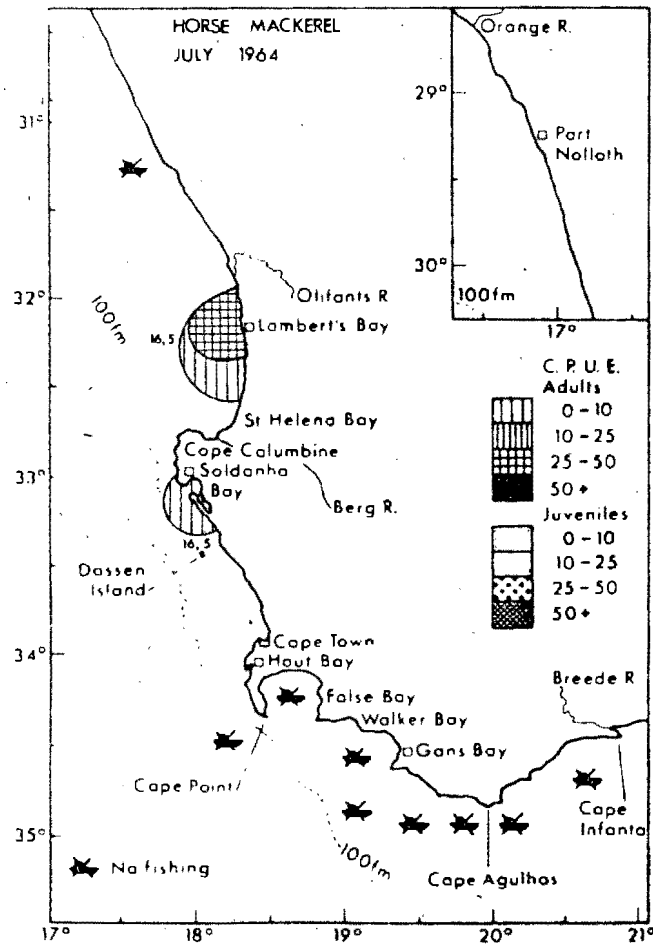 HORSE MACKEREL
JULY 1964
Orange R.
29°
Part
Nolloth
30°
100fm
17°
31°
32°
100fm
Olifants R
16,5
Lambert's Bay
St Helena Bay
Cape Calumbine
Soldanha
Bay
33°
Berg R.
16,5
Dassen
Island
C. P. U. E.
Adults
0-10
10-25
25-50
50+
Juveniles
0-10
10-25
25-50
50+
34°
Cape Town
Hout Bay
False Bay
Walker Bay
Gans Bay
Breede R
Cape Point
Cape
Infanta
35°
100fm
Na fishing
Cape Agulhas
17°
18°
19°
20°
21°